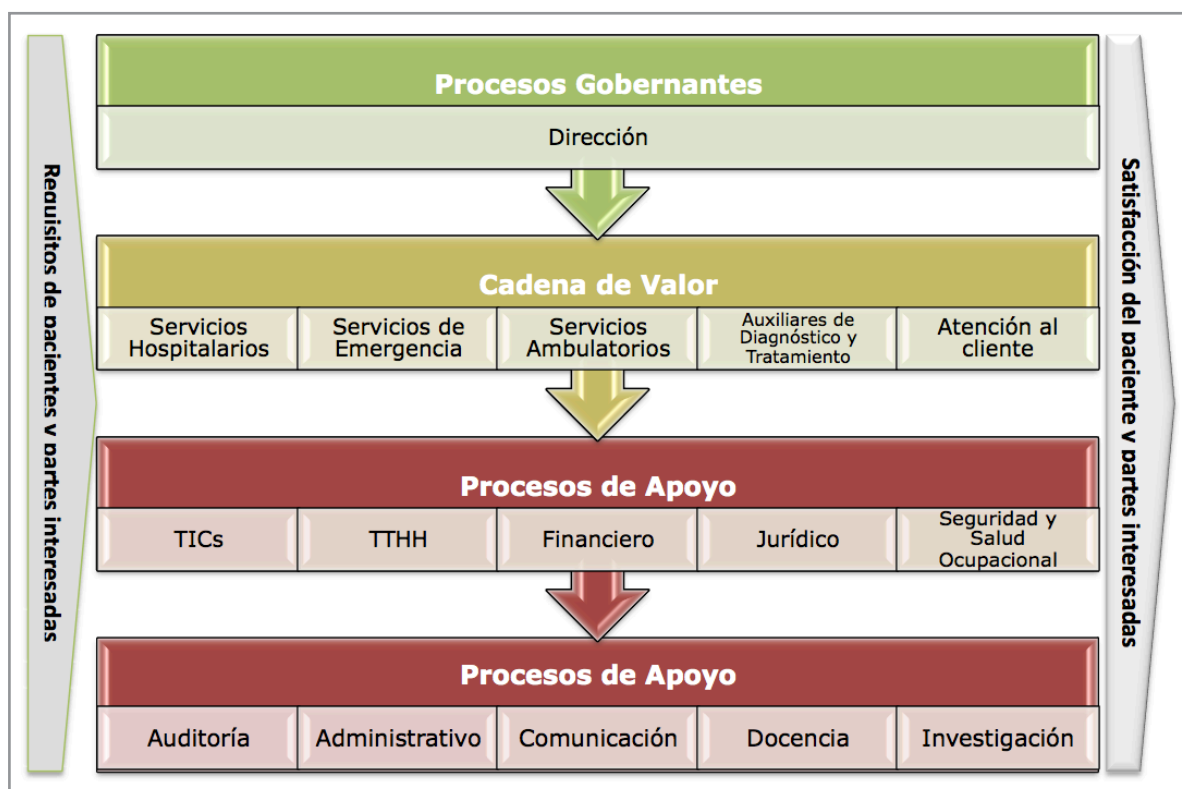 Requisitos de pacientes y partes interesadas
Procesos Gobernantes
Dirección
Cadena de Valor
Servicios
Hospitalarios
Servicios de
Emergencia
Servicios
Ambulatorios
Auxiliares de
Diagnóstico y
Tratamiento
Atención al
cliente
Procesos de Apoyo
TICs
TTHH
Financiero
Jurídico
Seguridad y
Salud
Ocupacional
Procesos de Apoyo
Auditoría
Administrativo
Comunicación
Docencia
Investigación
Satisfacción del paciente y partes interesadas